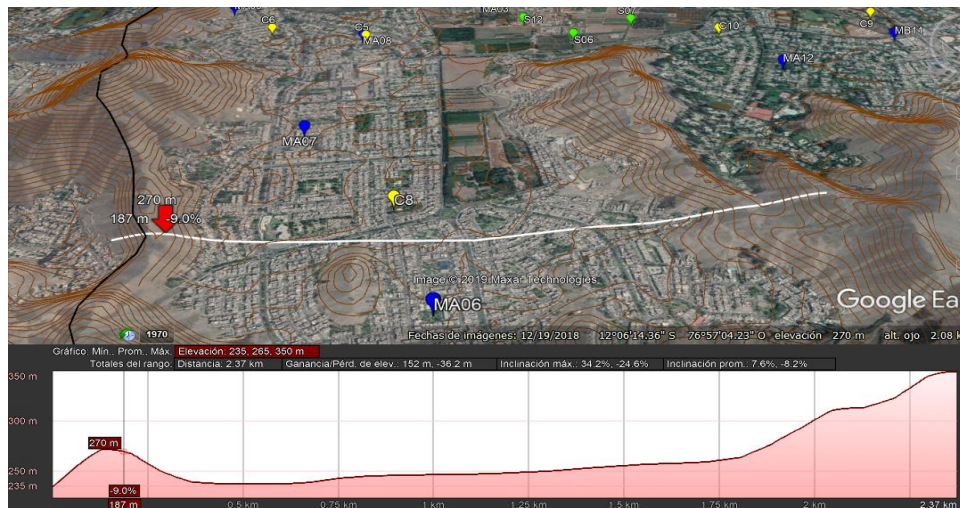 C6
C5
MA08
MA03
S12
S07
S06
C10
C9
MB11
MA12
MA07
C8
270 m
187 m -9.0%
Image © 2019 Maxar Technologies
MA06
Google Ea
1970
Fechas de imágenes: 12/19/2018 12°06'14.36" S 76°57'04.23" O elevación 270 m alt. ojo 2.08 k
Gráfico: Mín., Prom., Máx. Elevación: 235, 265, 350 m
Totales del rango: Distancia: 2.37 km Ganancia/Pérd. de elev.: 152 m, -36.2 m Inclinación máx.: 34.2%, -24.6% Inclinación prom.: 7.6%, -8.2%
350 m
300 m
250 m
235 m
270 m
-9.0%
187 m
0.5 km
0.75 km
1 km
1.25 km
1.5 km
1.75 km
2 km
2.37 km